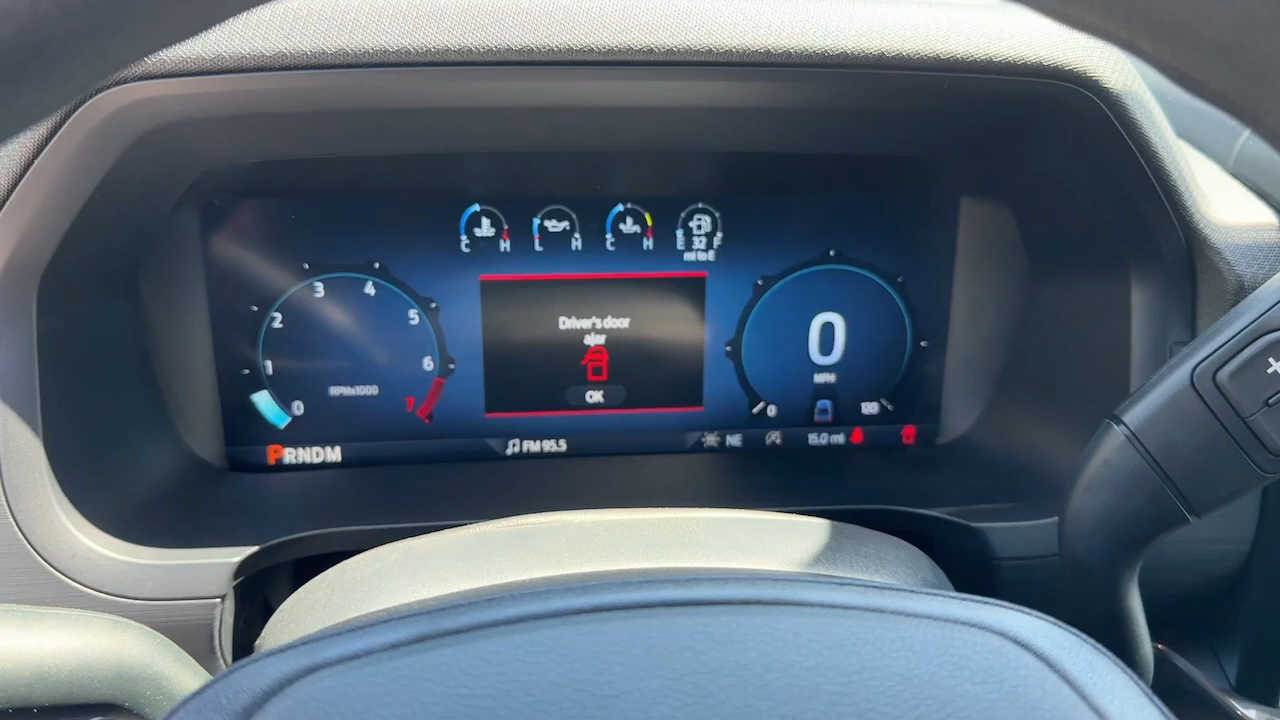 C H
L H
C H
E 32 F
mi to E
0 1 2 3 4 5 6 7
RPMx1000
Driver's door
ajar
OK
0
MPH
0 120
PRNDM
FM 95.5
NE
15.0 mi
+